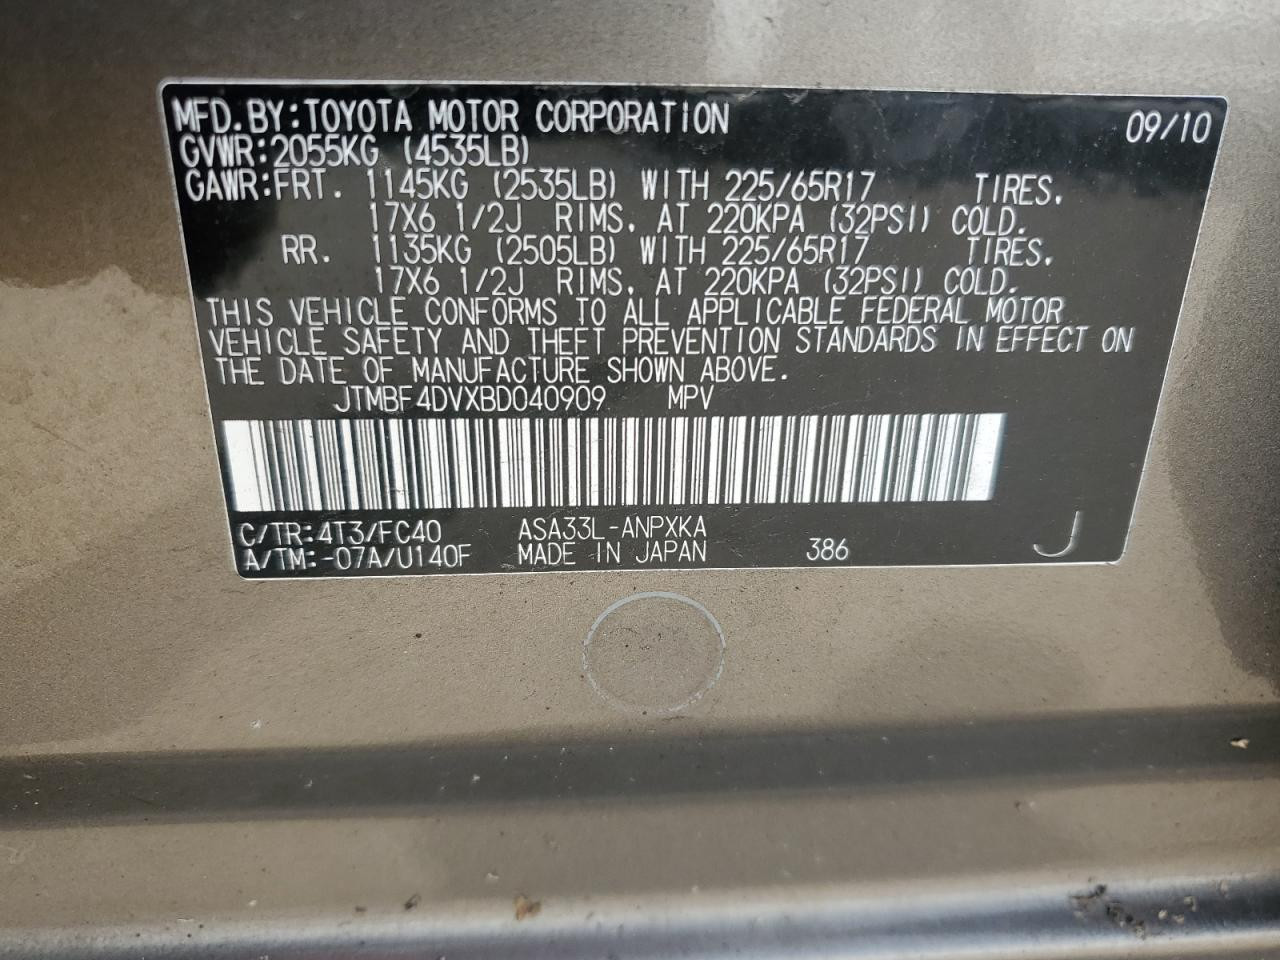 MFD. BY: TOYOTA MOTOR CORPORATION 09/10
GVWR: 2055KG (4535LB)
GAWR: FRT. 1145KG (2535LB) WITH 225/65R17 TIRES,
17X6 1/2J RIMS, AT 220KPA (32PSI) COLD.
RR. 1135KG (2505LB) WITH 225/65R17 TIRES,
17X6 1/2J RIMS, AT 220KPA (32PSI) COLD.
THIS VEHICLE CONFORMS TO ALL APPLICABLE FEDERAL MOTOR
VEHICLE SAFETY AND THEFT PREVENTION STANDARDS IN EFFECT ON
THE DATE OF MANUFACTURE SHOWN ABOVE.
JTMBF4DVXBD040909 MPV
C/TR: 4T3/FC40 ASA33L-ANPXKA
A/TM: -07A/U140F MADE IN JAPAN 386 J